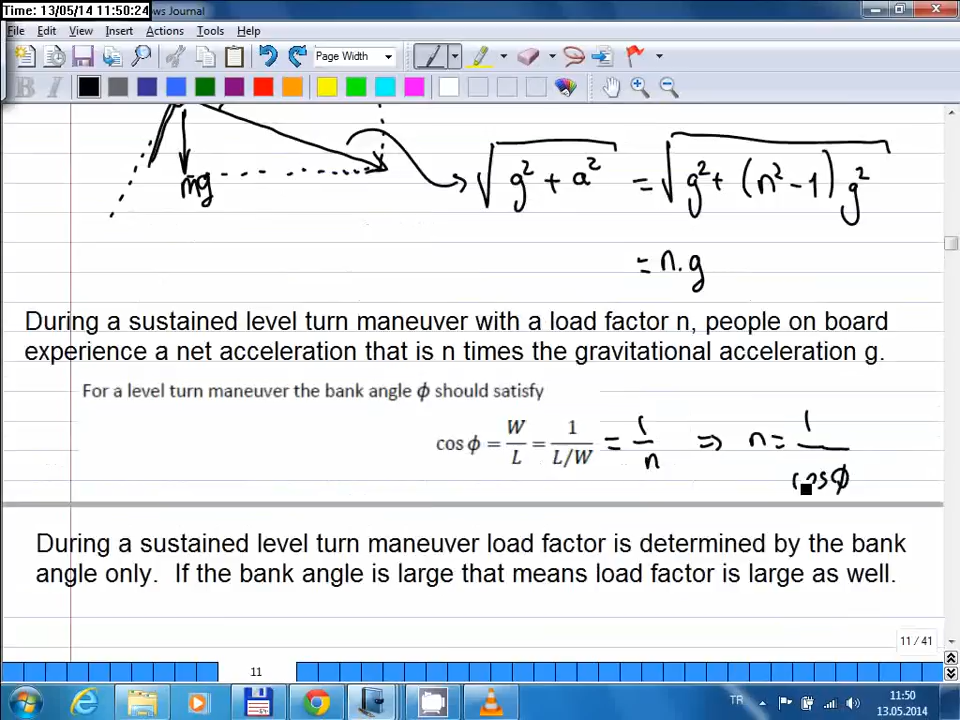 Time: 13/05/14 11:50:24
ows Journal
File Edit View Insert Actions Tools Help
Page Width
B I
mg
√(g² + a²) = √(g² + (n² - 1) g²)
= n.g
During a sustained level turn maneuver with a load factor n, people on board
experience a net acceleration that is n times the gravitational acceleration g.
For a level turn maneuver the bank angle ϕ should satisfy
cos ϕ = W/L = 1/(L/W) = 1/n ⇒ n = 1/cosϕ
During a sustained level turn maneuver load factor is determined by the bank
angle only. If the bank angle is large that means load factor is large as well.
11 / 41
11
TR
11:50
13.05.2014